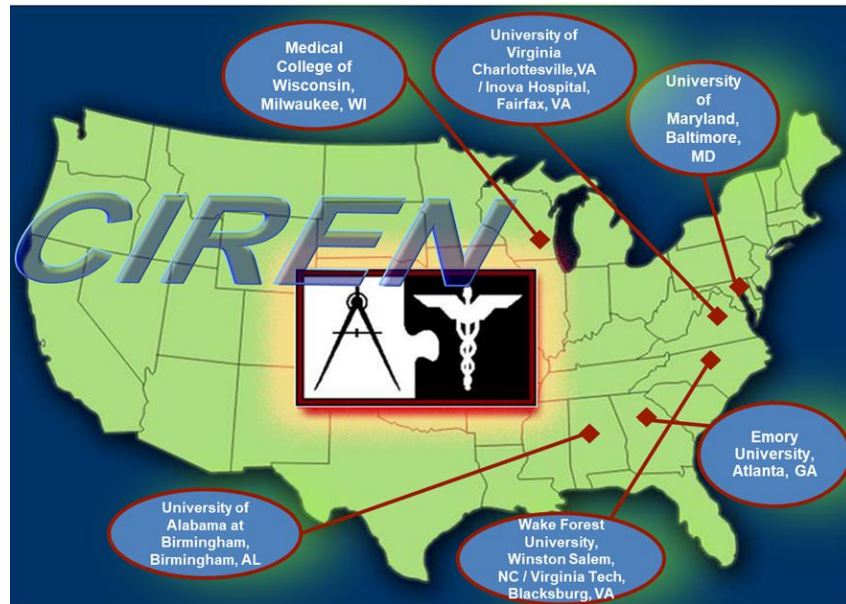 Medical
College of
Wisconsin,
Milwaukee, WI
University of
Virginia
Charlottesville,VA
/ Inova Hospital,
Fairfax, VA
University
of
Maryland,
Baltimore,
MD
CIREN
Emory
University,
Atlanta, GA
University of
Alabama at
Birmingham,
Birmingham, AL
Wake Forest
University,
Winston Salem,
NC / Virginia Tech,
Blacksburg, VA